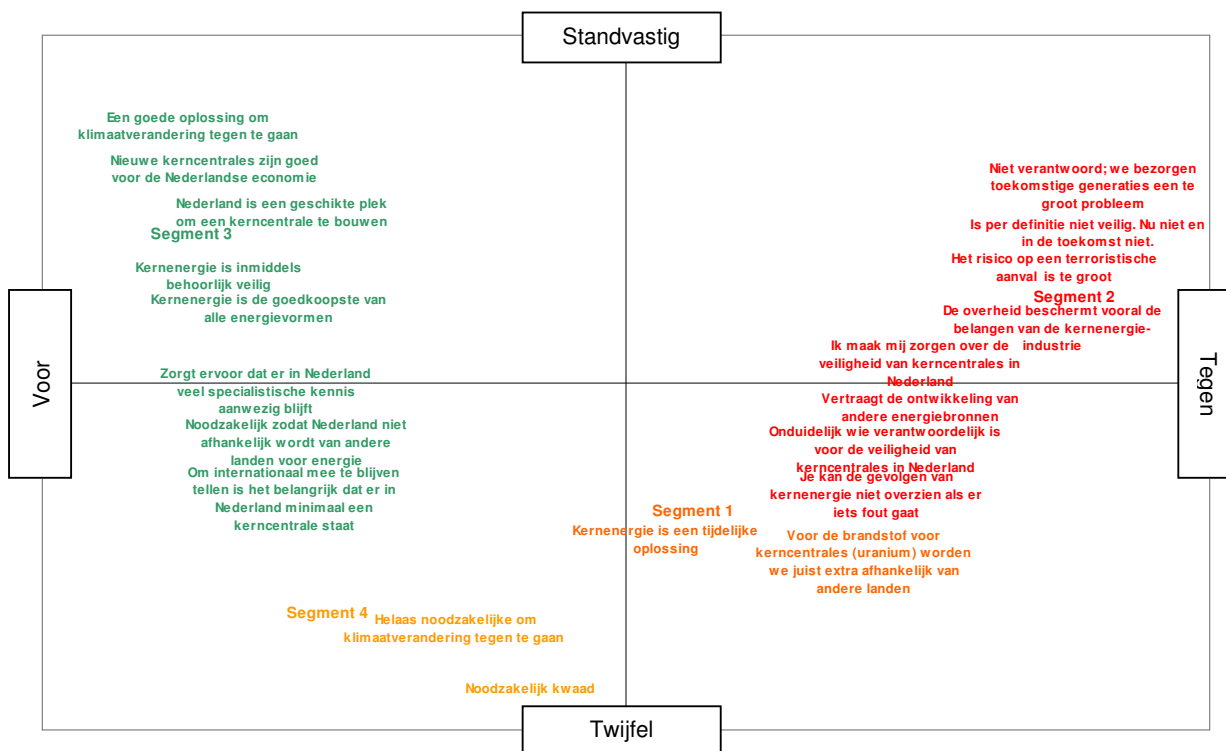 Standvastig
Een goede oplossing om
klimaatverandering tegen te gaan
Nieuwe kerncentrales zijn goed
voor de Nederlandse economie
Nederland is een geschikte plek
om een kerncentrale te bouwen
Segment 3
Kernenergie is inmiddels
behoorlijk veilig
Kernenergie is de goedkoopste van
alle energievormen
Voor
Zorgt ervoor dat er in Nederland
veel specialistische kennis
aanwezig blijft
Noodzakelijk zodat Nederland niet
afhankelijk wordt van andere
landen voor energie
Om internationaal mee te blijven
tellen is het belangrijk dat er in
Nederland minimaal een
kerncentrale staat
Niet verantwoord; we bezorgen
toekomstige generaties een te
groot probleem
Is per definitie niet veilig. Nu niet en
in de toekomst niet.
Het risico op een terroristische
aanval is te groot
Segment 2
De overheid beschermt vooral de
belangen van de kernenergie-
industrie
Ik maak mij zorgen over de
veiligheid van kerncentrales in
Nederland
Tegen
Vertraagt de ontwikkeling van
andere energiebronnen
Onduidelijk wie verantwoordelijk is
voor de veiligheid van
kerncentrales in Nederland
Je kan de gevolgen van
kernenergie niet overzien als er
iets fout gaat
Segment 1
Kernenergie is een tijdelijke
oplossing
Voor de brandstof voor
kerncentrales (uranium) worden
we juist extra afhankelijk van
andere landen
Segment 4
Helaas noodzakelijke om
klimaatverandering tegen te gaan
Noodzakelijk kwaad
Twijfel